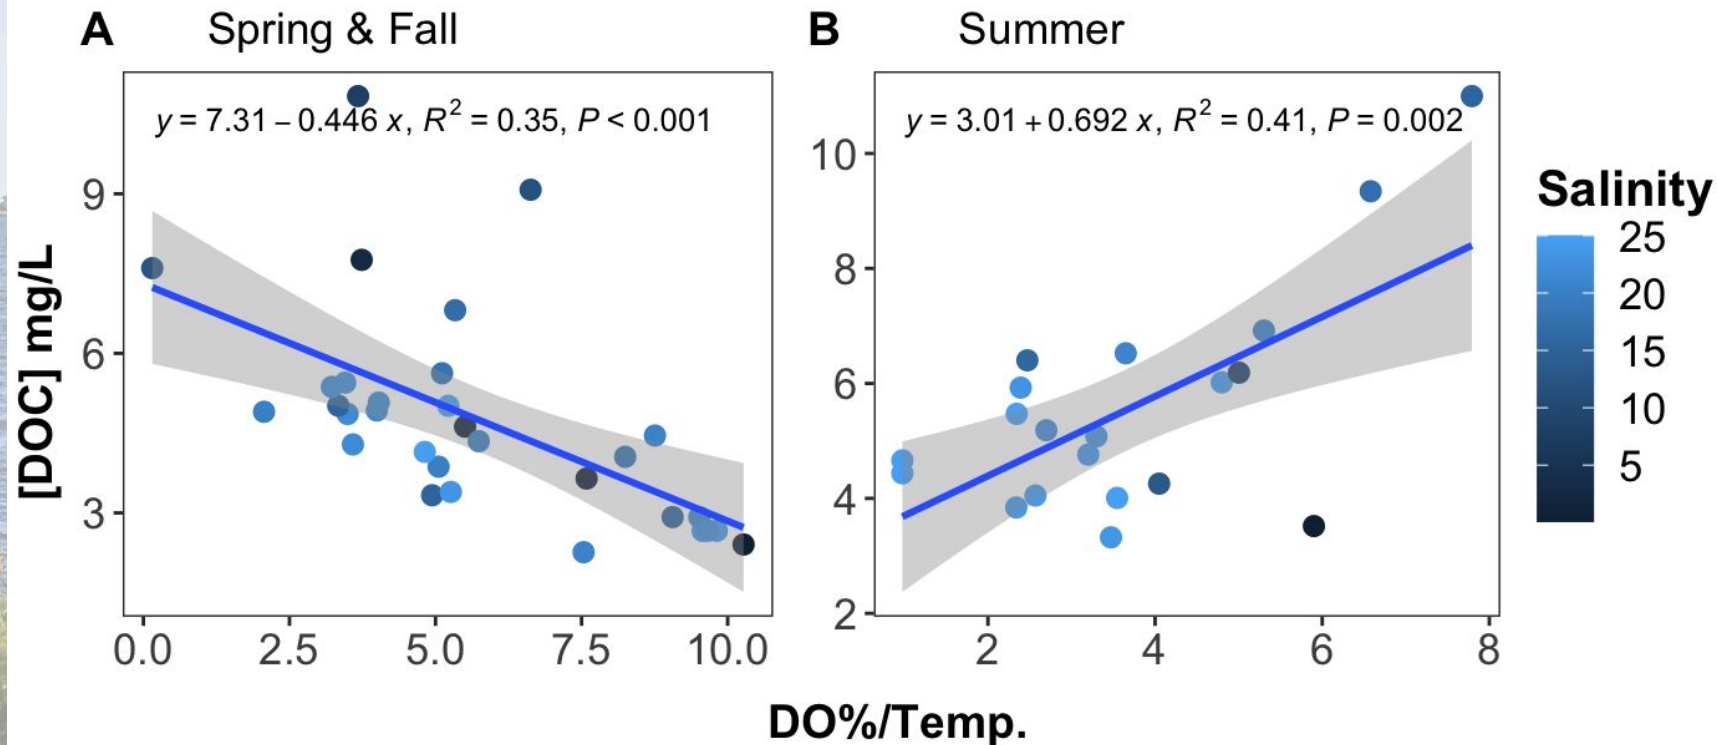 A Spring & Fall
B Summer
y = 7.31 – 0.446 x, R² = 0.35, P < 0.001
y = 3.01 + 0.692 x, R² = 0.41, P = 0.002
[DOC] mg/L
9
6
3
0.0 2.5 5.0 7.5 10.0
10
8
6
4
2
2 4 6 8
DO%/Temp.
Salinity
25
20
15
10
5